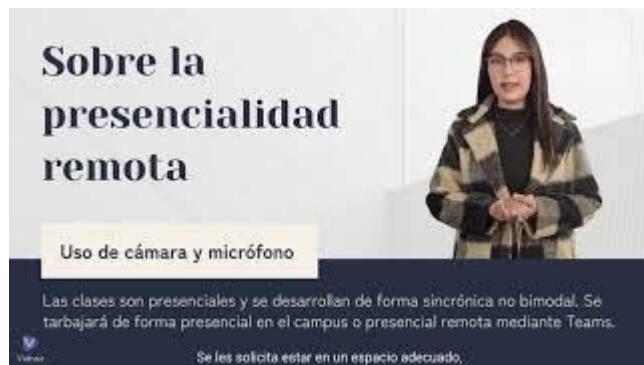 Sobre la
presencialidad
remota
Uso de cámara y micrófono
Las clases son presenciales y se desarrollan de forma sincrónica no bimodal. Se
tarbajará de forma presencial en el campus o presencial remota mediante Teams.
Se les solicita estar en un espacio adecuado,